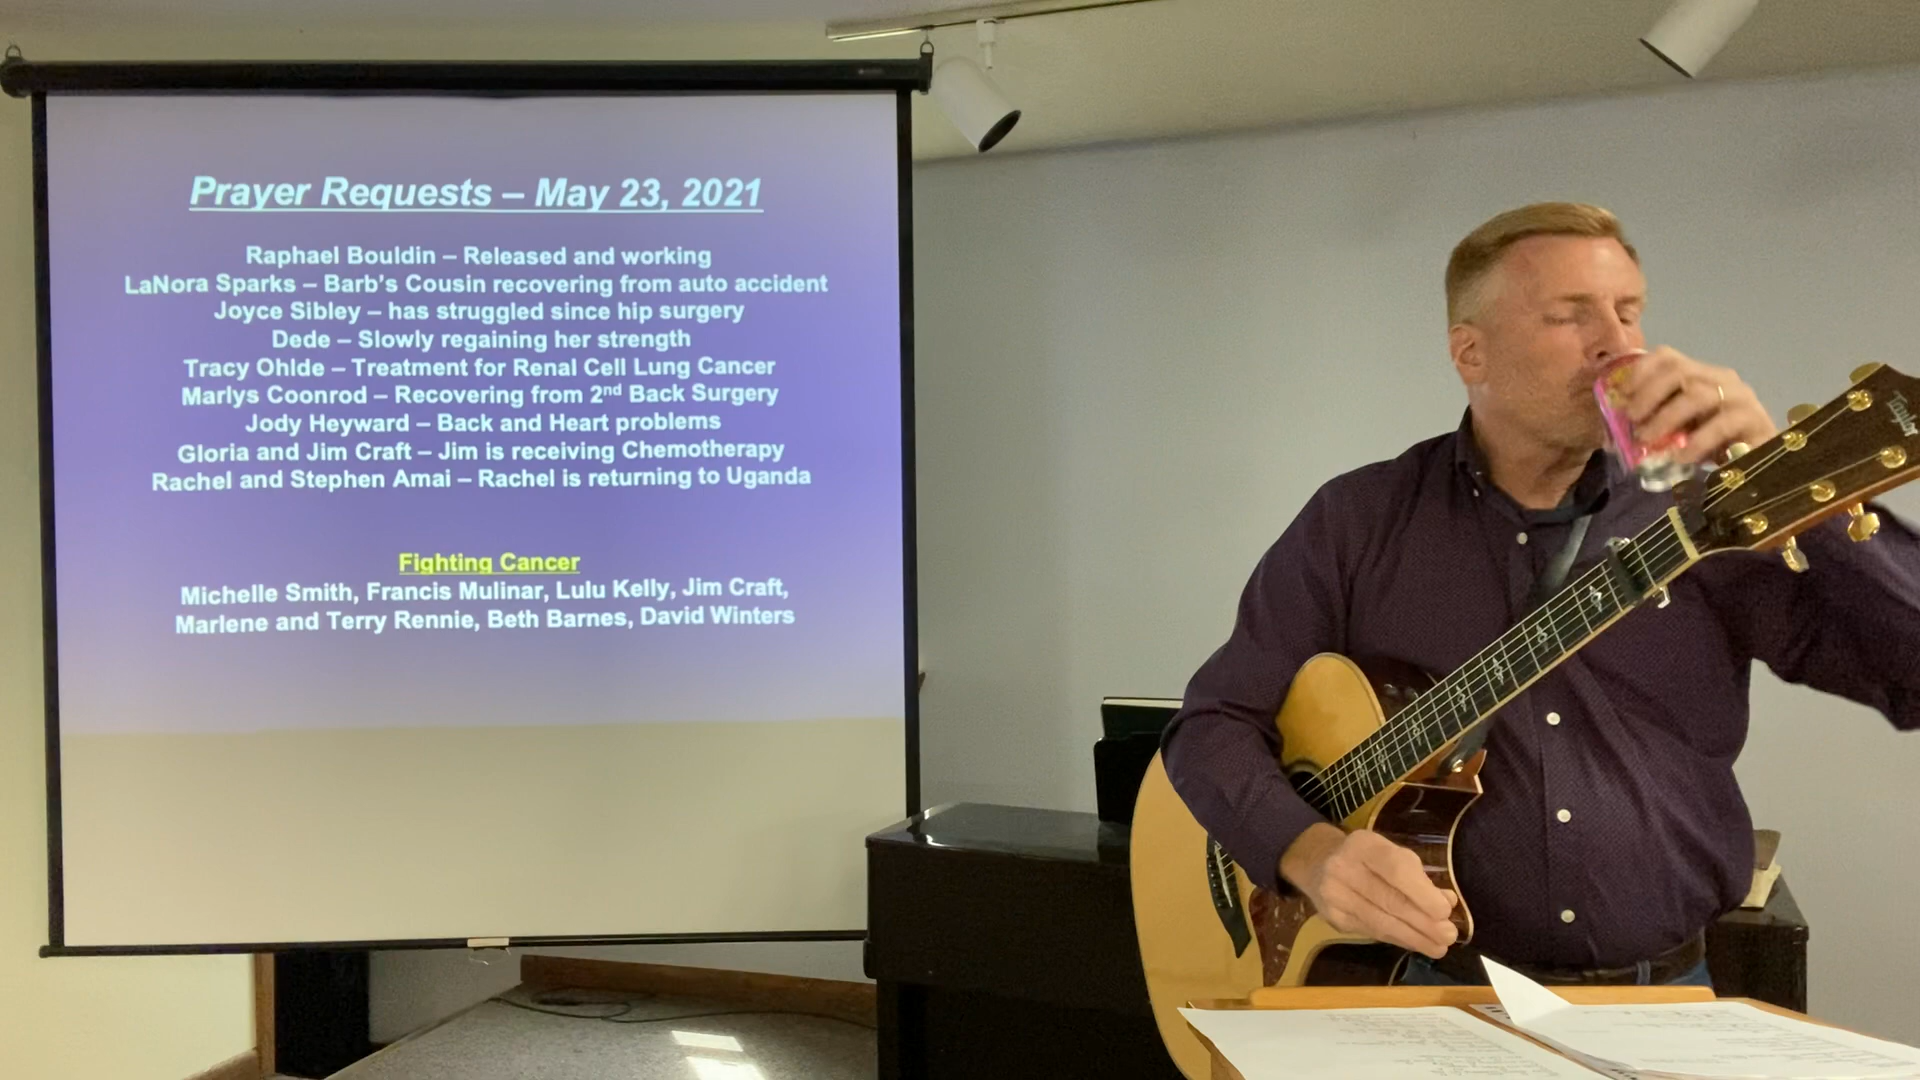 Prayer Requests – May 23, 2021
Raphael Bouldin – Released and working
LaNora Sparks – Barb's Cousin recovering from auto accident
Joyce Sibley – has struggled since hip surgery
Dede – Slowly regaining her strength
Tracy Ohlde – Treatment for Renal Cell Lung Cancer
Marlys Coonrod – Recovering from 2nd Back Surgery
Jody Heyward – Back and Heart problems
Gloria and Jim Craft – Jim is receiving Chemotherapy
Rachel and Stephen Amai – Rachel is returning to Uganda
Fighting Cancer
Michelle Smith, Francis Mulinar, Lulu Kelly, Jim Craft,
Marlene and Terry Rennie, Beth Barnes, David Winters
Taylor